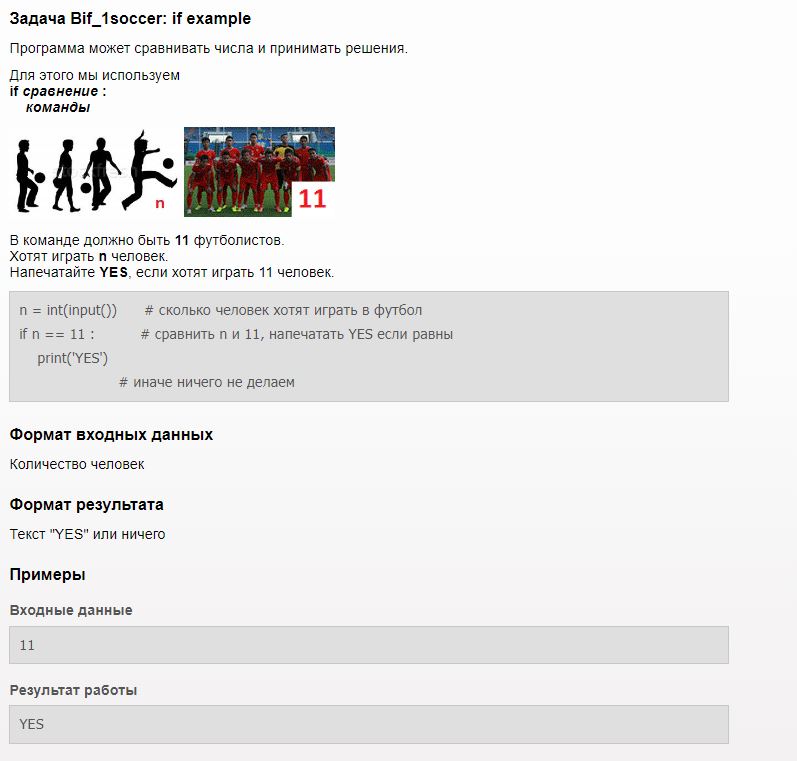 Задача Bif_1soccer: if example
Программа может сравнивать числа и принимать решения.
Для этого мы используем
if сравнение :
команды
n
11
В команде должно быть 11 футболистов.
Хотят играть n человек.
Напечатайте YES, если хотят играть 11 человек.
n = int(input()) # сколько человек хотят играть в футбол
if n == 11 : # сравнить n и 11, напечатать YES если равны
print('YES')
# иначе ничего не делаем
Формат входных данных
Количество человек
Формат результата
Текст "YES" или ничего
Примеры
Входные данные
11
Результат работы
YES